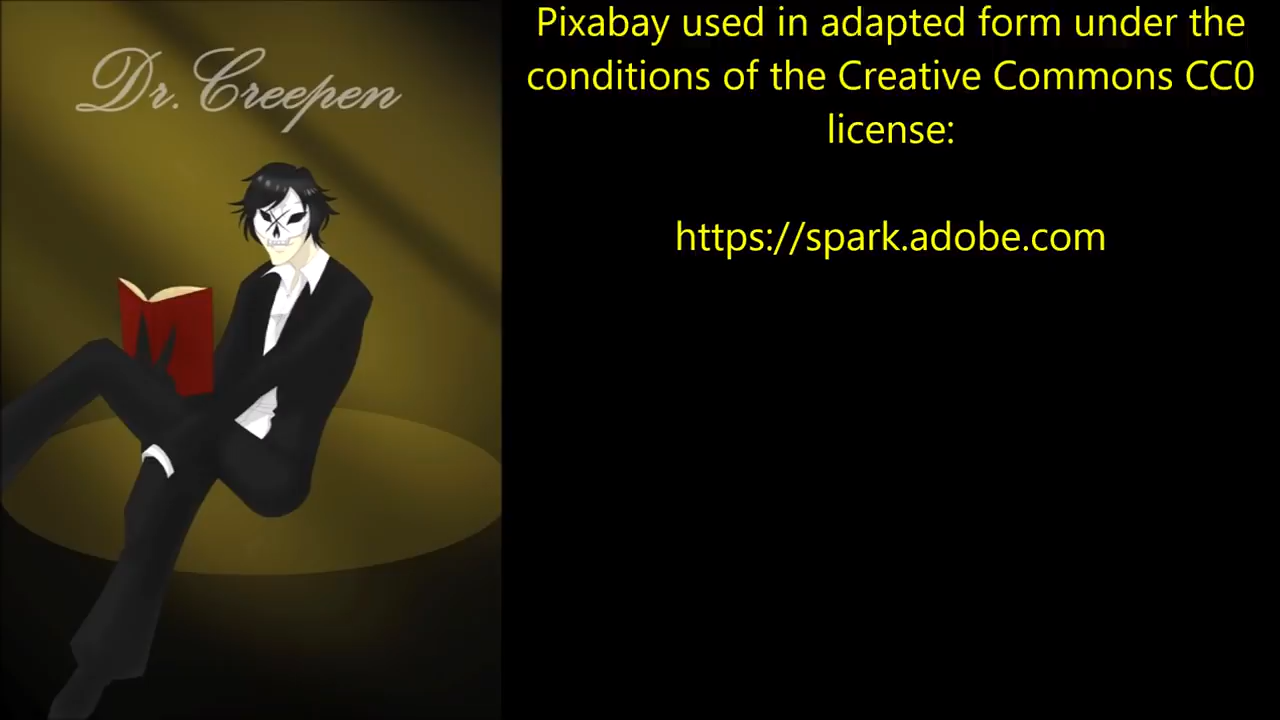 Dr. Creepen
Pixabay used in adapted form under the
conditions of the Creative Commons CC0
license:
https://spark.adobe.com